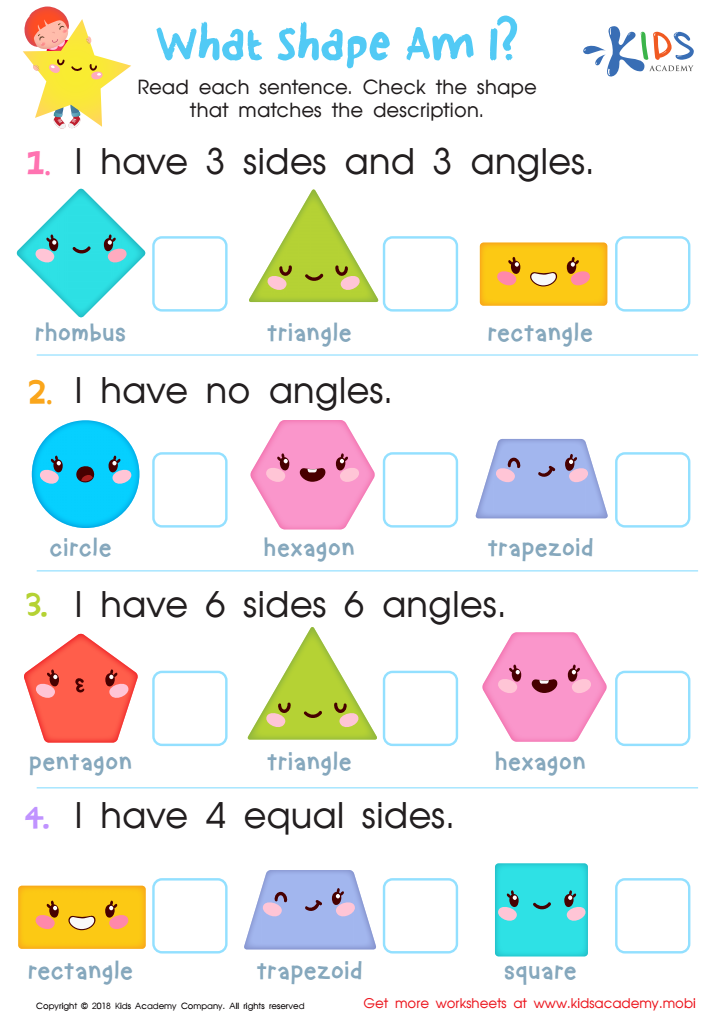 What Shape Am I?
KIDS
ACADEMY
Read each sentence. Check the shape
that matches the description.
1. I have 3 sides and 3 angles.
rhombus triangle rectangle
2. I have no angles.
circle hexagon trapezoid
3. I have 6 sides 6 angles.
pentagon triangle hexagon
4. I have 4 equal sides.
rectangle trapezoid square
Copyright © 2018 Kids Academy Company. All rights reserved
Get more worksheets at www.kidsacademy.mobi